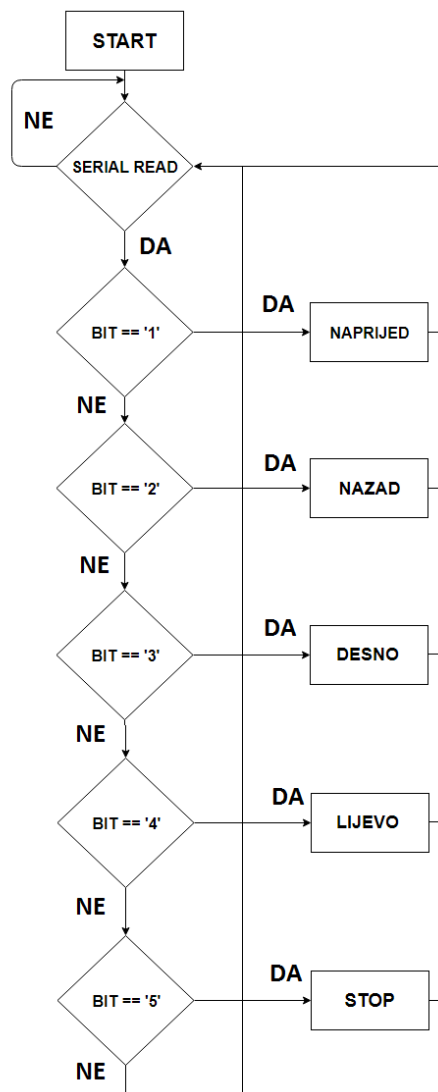 START
NE
SERIAL READ
DA
BIT == '1'
DA
NAPRIJED
NE
BIT == '2'
DA
NAZAD
NE
BIT == '3'
DA
DESNO
NE
BIT == '4'
DA
LIJEVO
NE
BIT == '5'
DA
STOP
NE